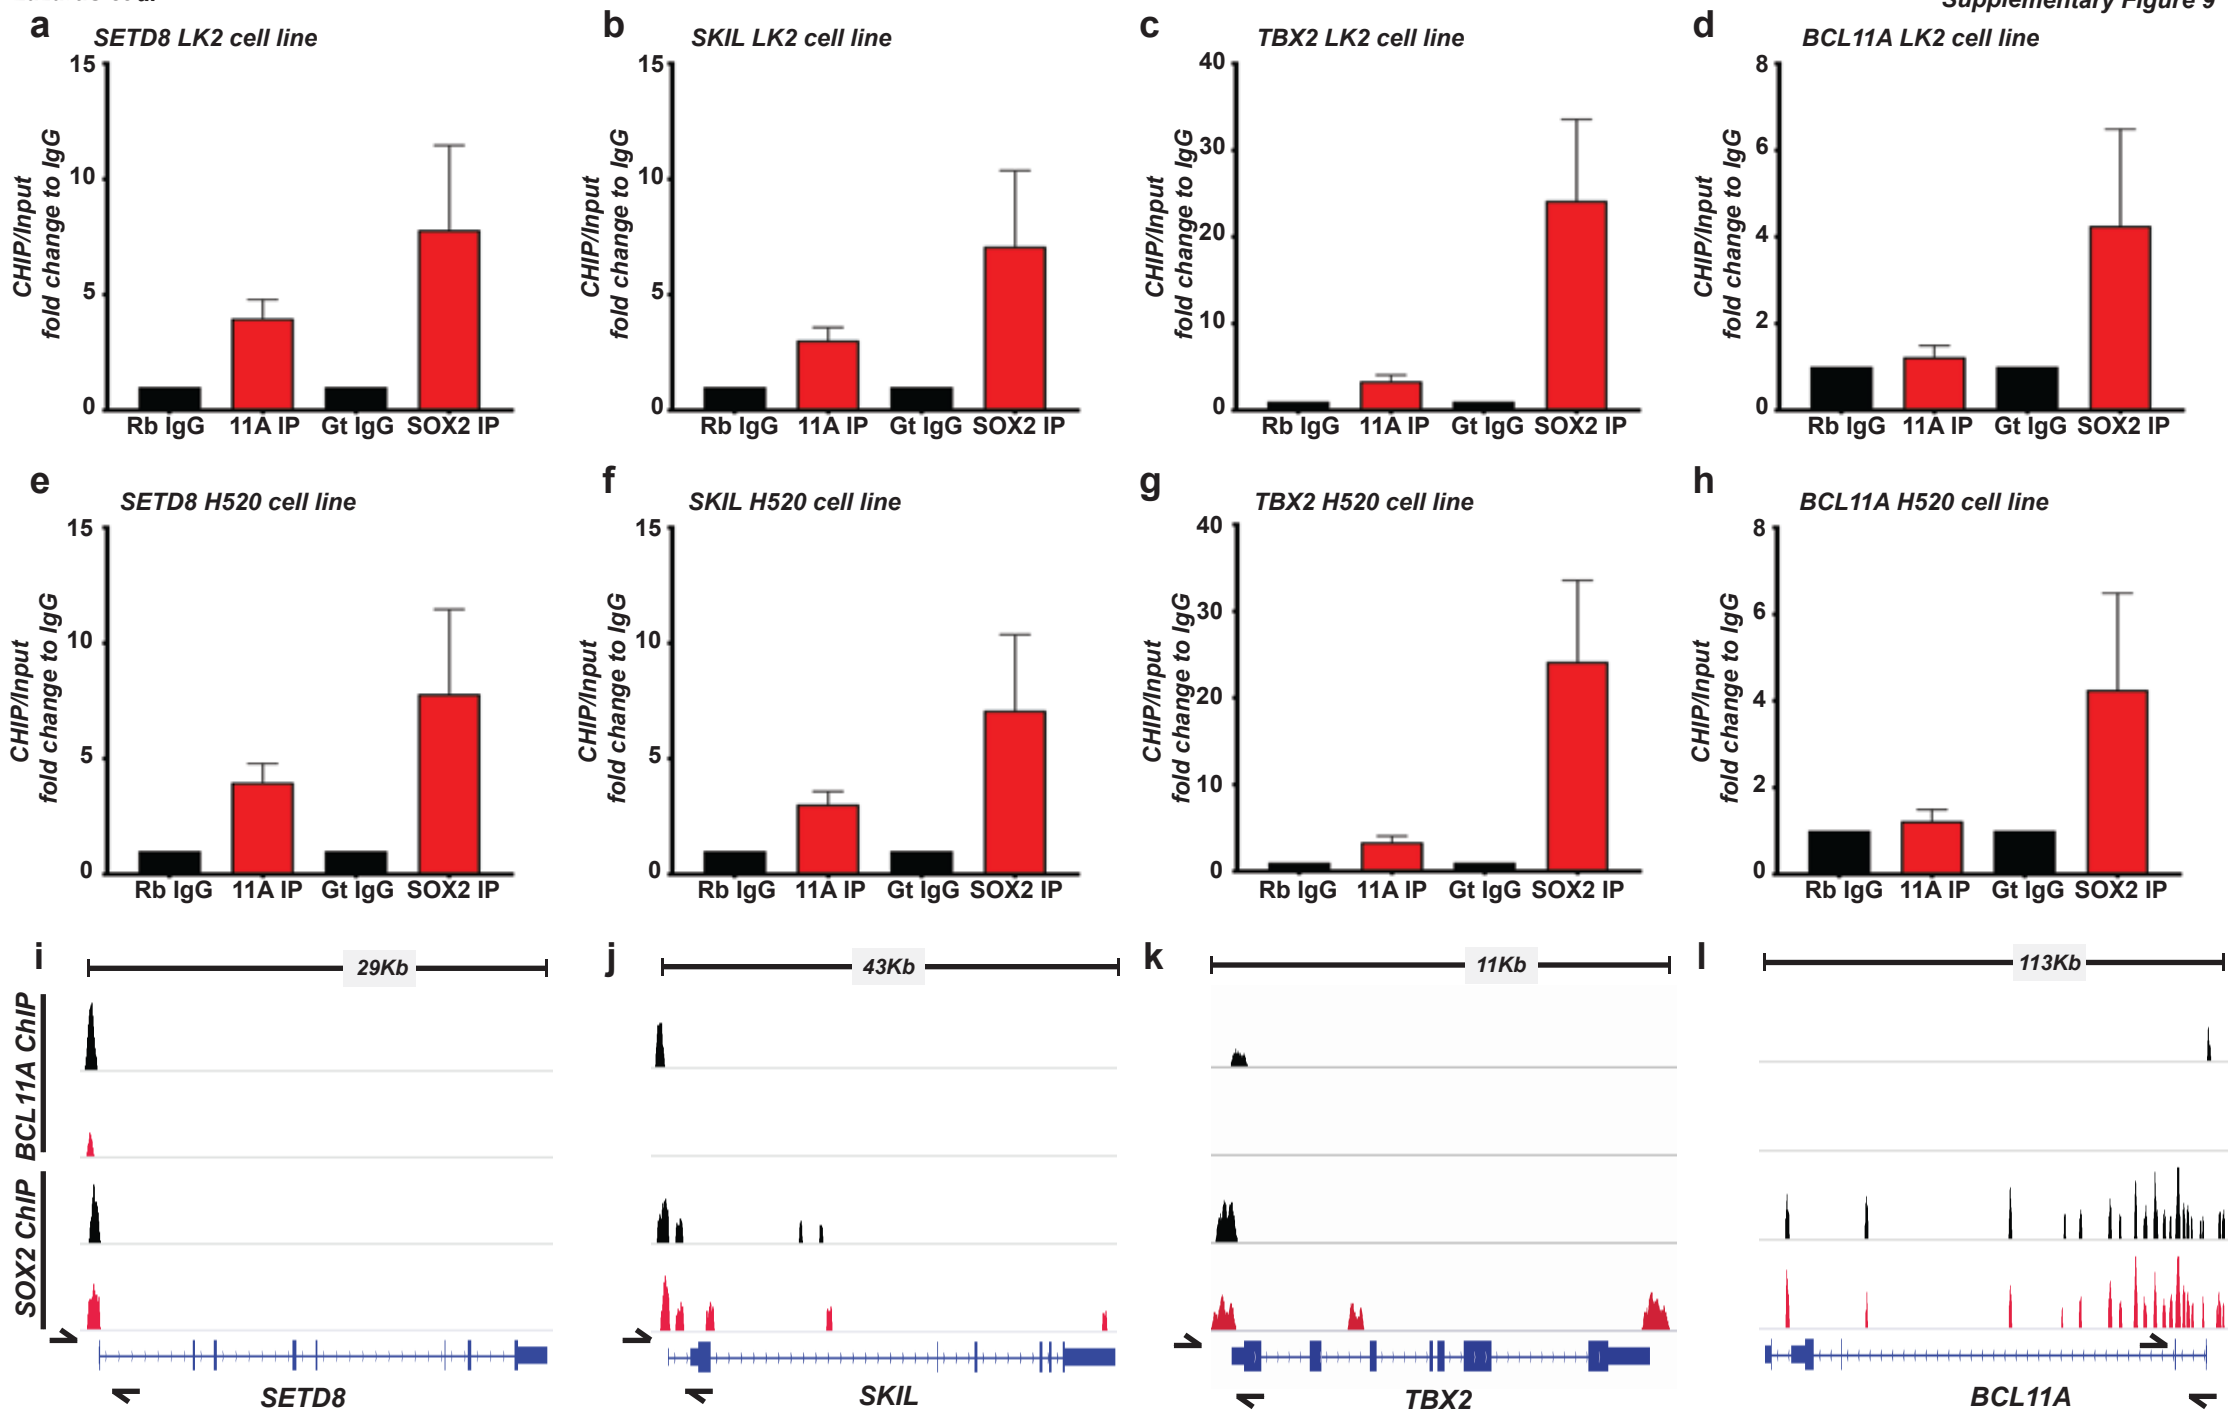 Supplementary Figure 9
a SETD8 LK2 cell line
CHIP/Input
fold change to IgG
15
10
5
0
Rb IgG 11A IP Gt IgG SOX2 IP
b SKIL LK2 cell line
CHIP/Input
fold change to IgG
15
10
5
0
Rb IgG 11A IP Gt IgG SOX2 IP
c TBX2 LK2 cell line
CHIP/Input
fold change to IgG
40
30
20
10
0
Rb IgG 11A IP Gt IgG SOX2 IP
d BCL11A LK2 cell line
CHIP/Input
fold change to IgG
8
6
4
2
0
Rb IgG 11A IP Gt IgG SOX2 IP
e SETD8 H520 cell line
CHIP/Input
fold change to IgG
15
10
5
0
Rb IgG 11A IP Gt IgG SOX2 IP
f SKIL H520 cell line
CHIP/Input
fold change to IgG
15
10
5
0
Rb IgG 11A IP Gt IgG SOX2 IP
g TBX2 H520 cell line
CHIP/Input
fold change to IgG
40
30
20
10
0
Rb IgG 11A IP Gt IgG SOX2 IP
h BCL11A H520 cell line
CHIP/Input
fold change to IgG
8
6
4
2
0
Rb IgG 11A IP Gt IgG SOX2 IP
i 29Kb
BCL11A ChIP
SOX2 ChIP
SETD8
j 43Kb
SKIL
k 11Kb
TBX2
l 113Kb
BCL11A